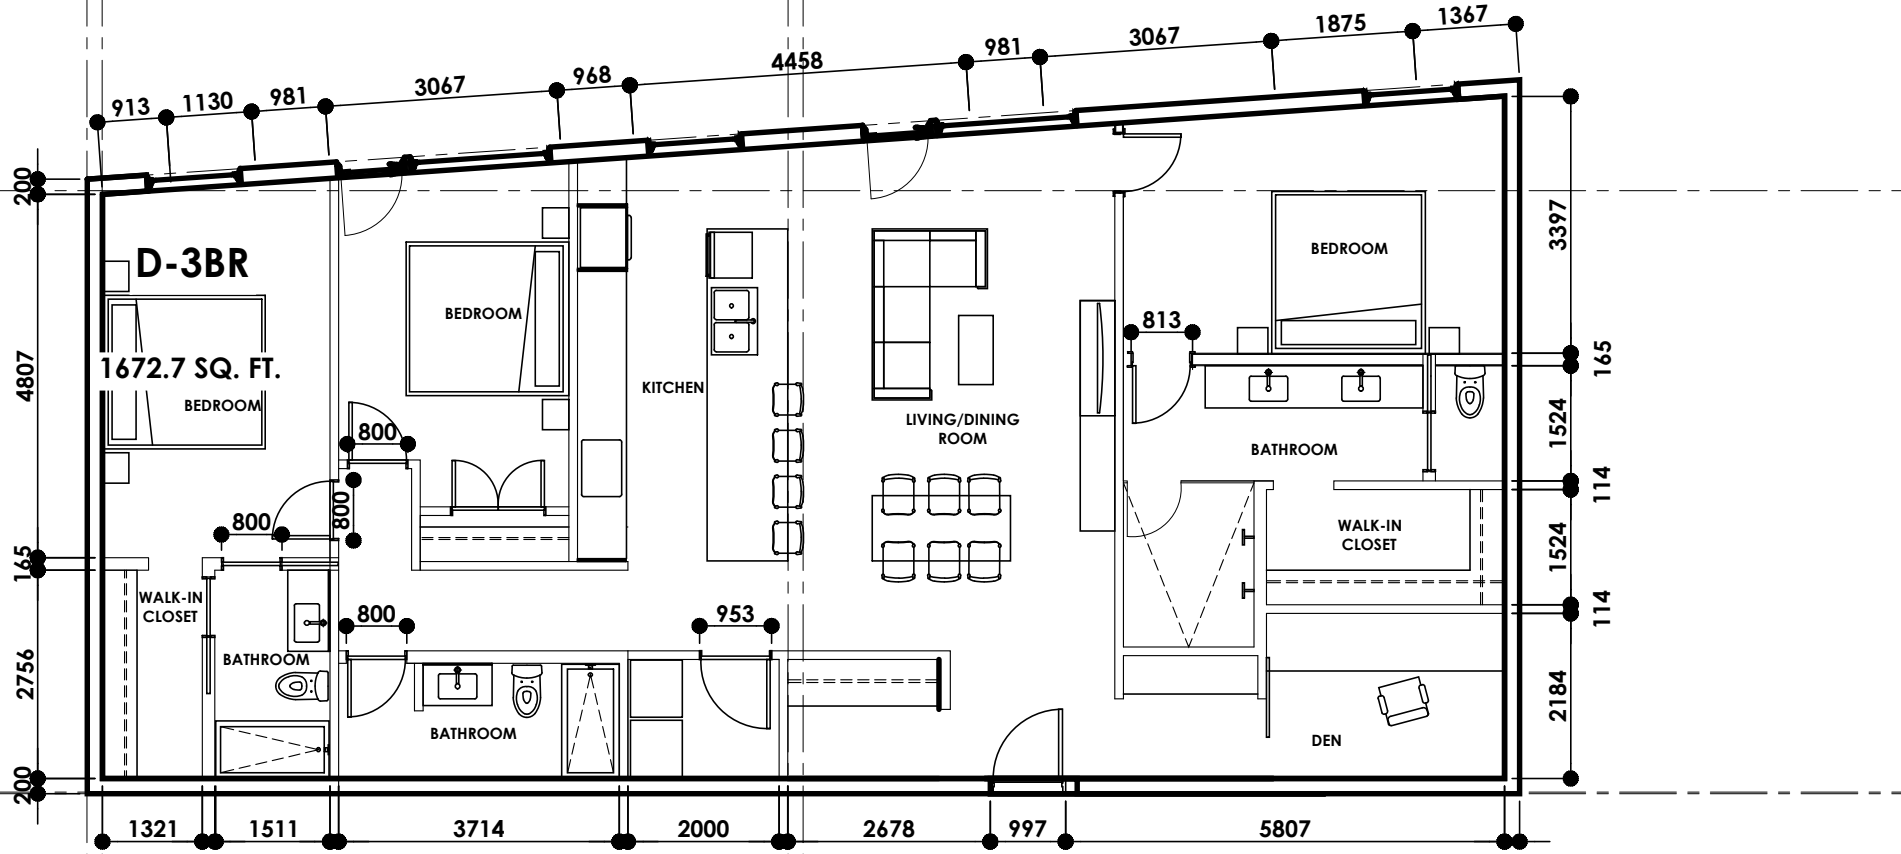 1367
1875
3067
981
4458
968
3067
981
1130
913
200
3397
D-3BR
BEDROOM
BEDROOM
813
165
4807
1672.7 SQ. FT.
KITCHEN
BEDROOM
LIVING/DINING
ROOM
1524
800
BATHROOM
114
800
800
WALK-IN
CLOSET
1524
165
WALK-IN
CLOSET
800
953
114
BATHROOM
2756
2184
BATHROOM
DEN
200
1321
1511
3714
2000
2678
997
5807